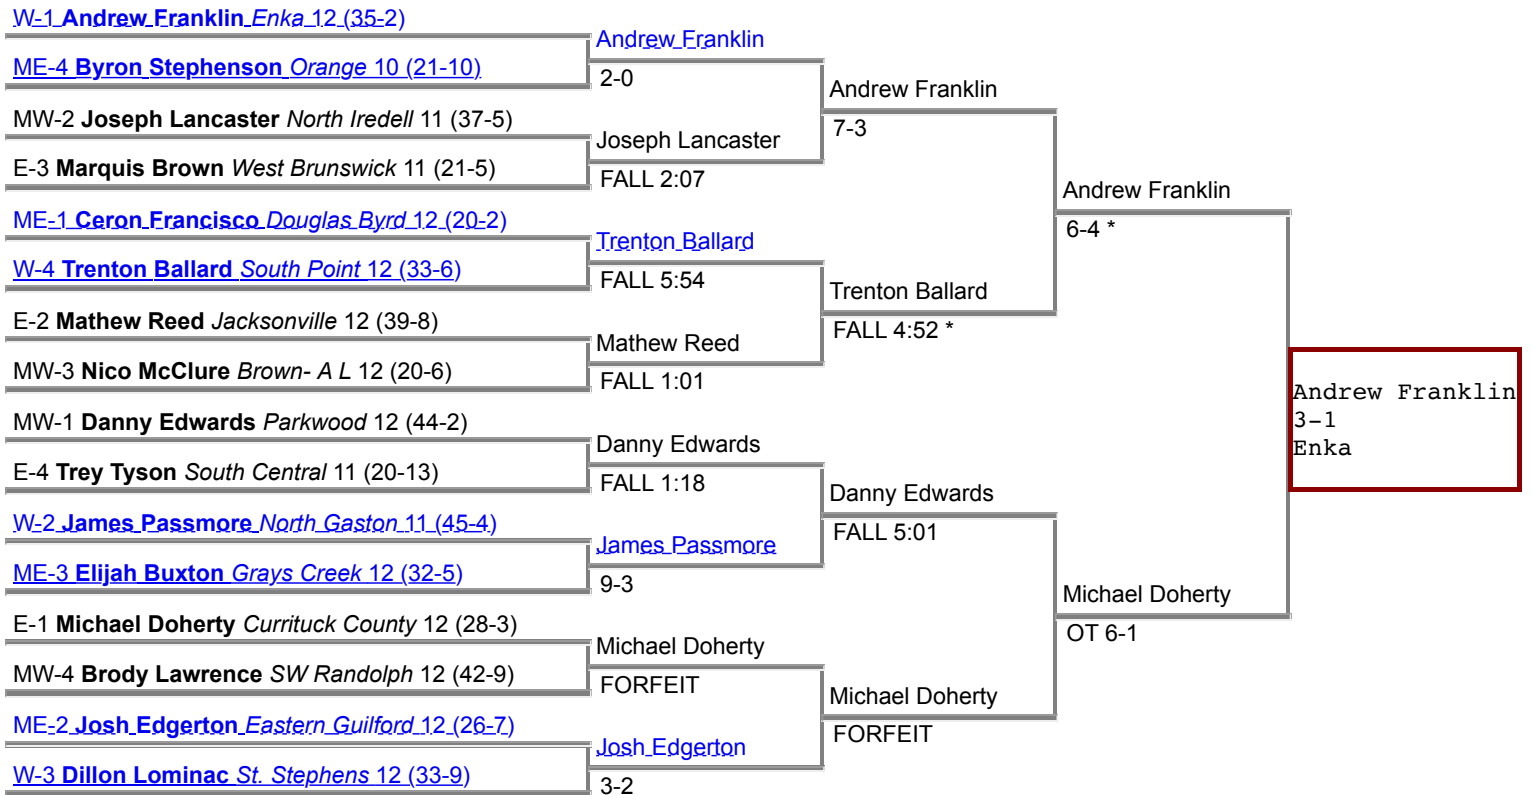 W-1 Andrew Franklin Enka 12 (35-2)
Andrew Franklin
ME-4 Byron Stephenson Orange 10 (21-10)
2-0
Andrew Franklin
MW-2 Joseph Lancaster North Iredell 11 (37-5)
7-3
Joseph Lancaster
E-3 Marquis Brown West Brunswick 11 (21-5)
FALL 2:07
Andrew Franklin
ME-1 Ceron Francisco Douglas Byrd 12 (20-2)
6-4 *
Trenton Ballard
W-4 Trenton Ballard South Point 12 (33-6)
FALL 5:54
Trenton Ballard
E-2 Mathew Reed Jacksonville 12 (39-8)
FALL 4:52 *
Mathew Reed
MW-3 Nico McClure Brown- A L 12 (20-6)
FALL 1:01
Andrew Franklin
3-1
Enka
MW-1 Danny Edwards Parkwood 12 (44-2)
Danny Edwards
E-4 Trey Tyson South Central 11 (20-13)
FALL 1:18
Danny Edwards
W-2 James Passmore North Gaston 11 (45-4)
FALL 5:01
James Passmore
ME-3 Elijah Buxton Grays Creek 12 (32-5)
9-3
Michael Doherty
E-1 Michael Doherty Currituck County 12 (28-3)
OT 6-1
Michael Doherty
MW-4 Brody Lawrence SW Randolph 12 (42-9)
FORFEIT
Michael Doherty
ME-2 Josh Edgerton Eastern Guilford 12 (26-7)
FORFEIT
Josh Edgerton
W-3 Dillon Lominac St. Stephens 12 (33-9)
3-2